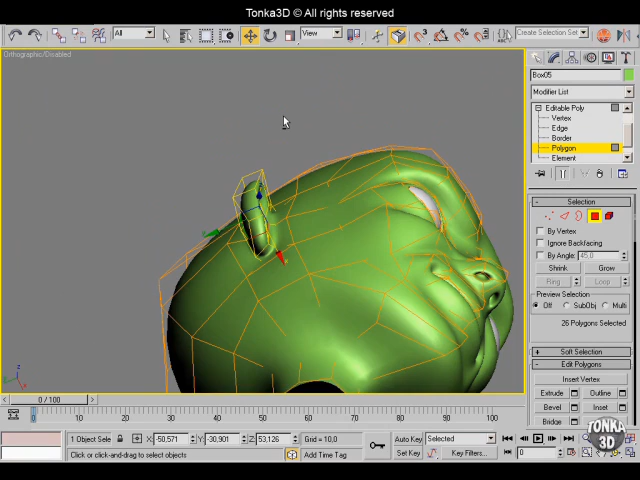 Tonka3D © All rights reserved
All
View
Create Selection Set
Orthographic/Disabled
Box05
Modifier List
Editable Poly
Vertex
Edge
Border
Polygon
Element
Selection
By Vertex
Ignore Backfacing
By Angle: 45,0
Shrink Grow
Ring Loop
Preview Selection
Off SubObj Multi
26 Polygons Selected
Soft Selection
Edit Polygons
Insert Vertex
Extrude Outline
Bevel Inset
Bridge
0 / 100
0 10 20 30 40 50 60 70 80 90 100
1 Object Sele X: -50,571 Y: -30,901 Z: 53,126 Grid = 10,0
Auto Key Selected
Click or click-and-drag to select objects
Add Time Tag
Set Key Key Filters...
0
TONKA
3D